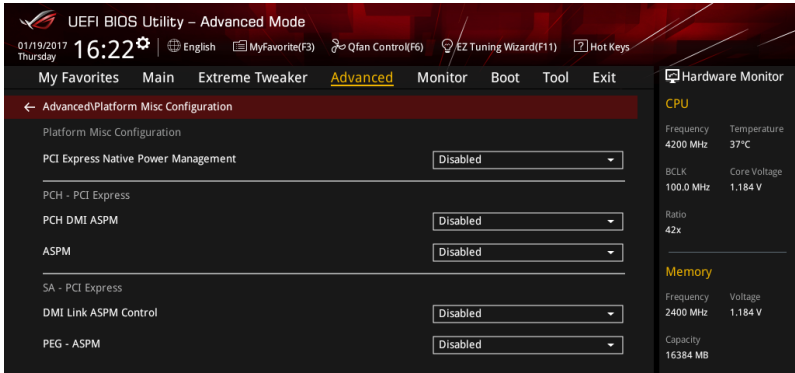 UEFI BIOS Utility – Advanced Mode
01/19/2017 Thursday 16:22 English MyFavorite(F3) Qfan Control(F6) EZ Tuning Wizard(F11) ? Hot Keys
My Favorites Main Extreme Tweaker Advanced Monitor Boot Tool Exit
← Advanced\Platform Misc Configuration
Platform Misc Configuration
PCI Express Native Power Management Disabled
PCH - PCI Express
PCH DMI ASPM Disabled
ASPM Disabled
SA - PCI Express
DMI Link ASPM Control Disabled
PEG - ASPM Disabled
Hardware Monitor
CPU
Frequency Temperature
4200 MHz 37°C
BCLK Core Voltage
100.0 MHz 1.184 V
Ratio
42x
Memory
Frequency Voltage
2400 MHz 1.184 V
Capacity
16384 MB